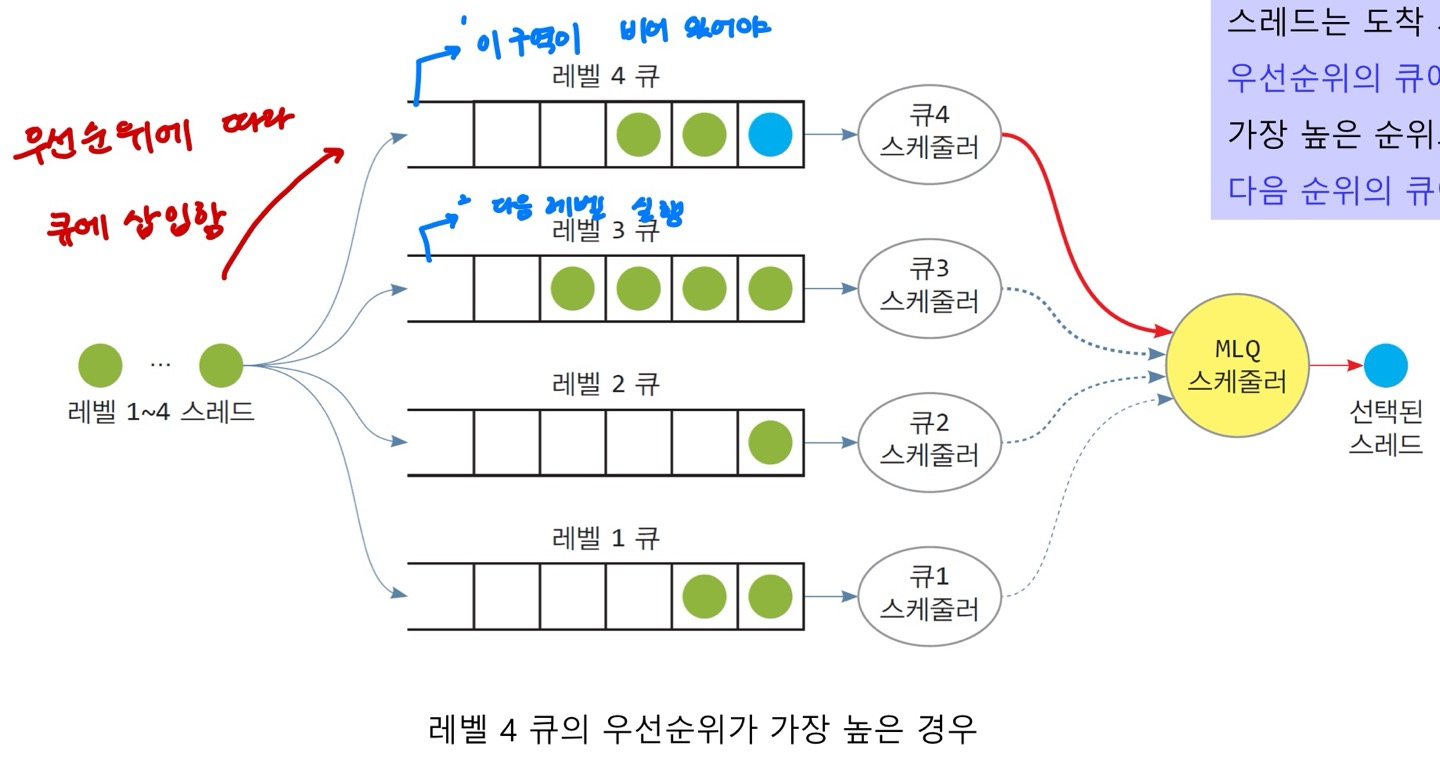 ¹ 이 구역이 비어 있어야
레벨 4 큐
우선순위에 따라
큐에 삽입함
큐4
스케줄러
² 다음 레벨 실행
레벨 3 큐
큐3
스케줄러
레벨 1~4 스레드
...
레벨 2 큐
큐2
스케줄러
MLQ
스케줄러
선택된
스레드
레벨 1 큐
큐1
스케줄러
레벨 4 큐의 우선순위가 가장 높은 경우
스레드는 도착
우선순위의 큐에
가장 높은 순위
다음 순위의